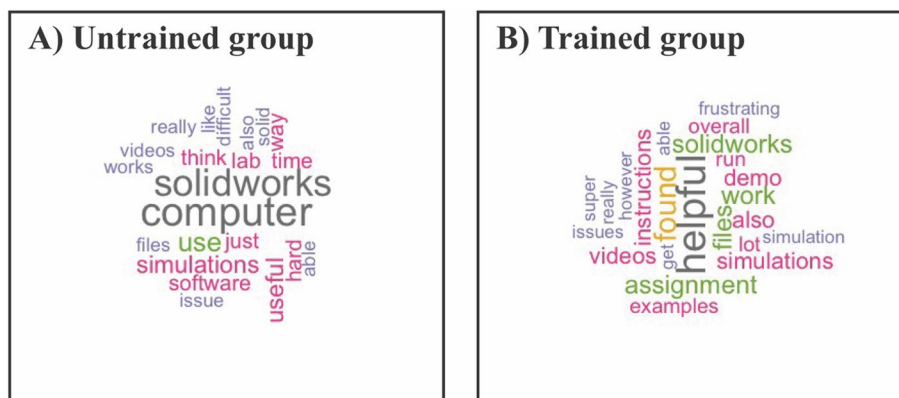 A) Untrained group
like
difficult
also
solid
way
really
videos
works
think
lab
time
solidworks
computer
files
use
just
simulations
software
issue
useful
hard
able
B) Trained group
frustrating
overall
able
solidworks
instructions
run
demo
super
really
however
found
helpful
work
issues
files
also
videos
get
lot
simulation
simulations
assignment
examples